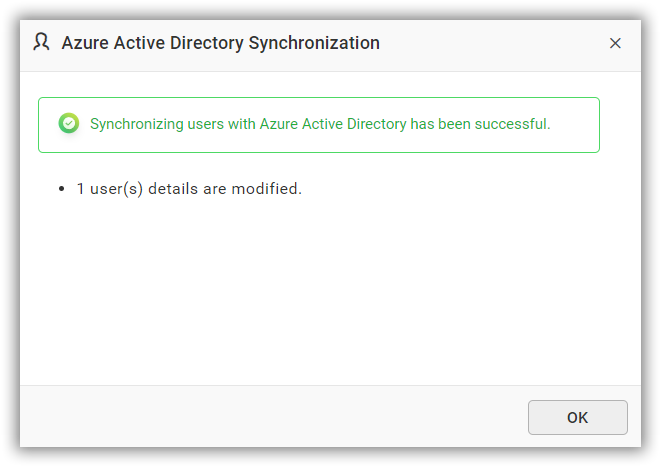 Azure Active Directory Synchronization
Synchronizing users with Azure Active Directory has been successful.
• 1 user(s) details are modified.
OK